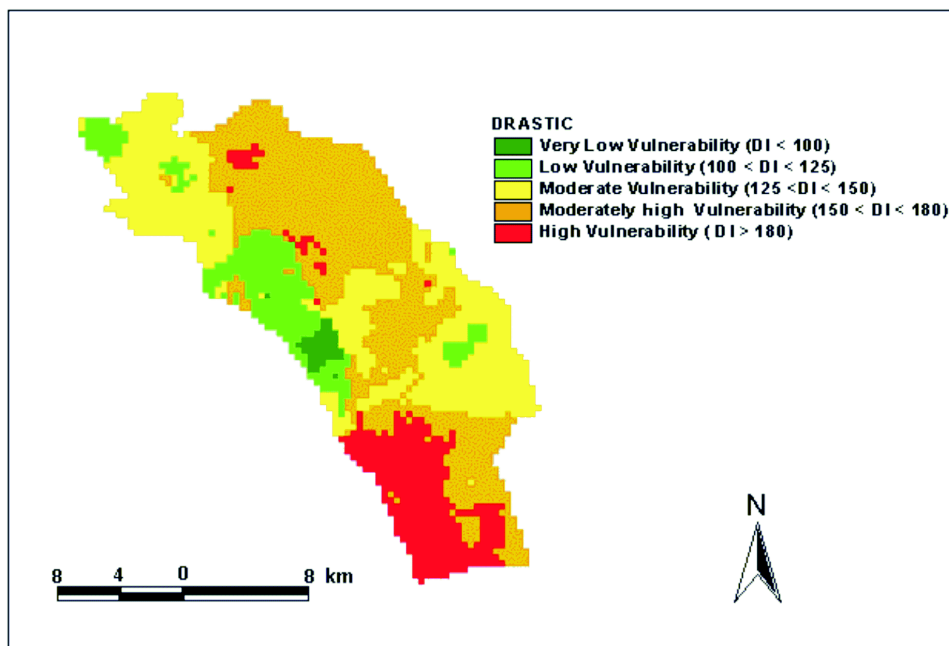 DRASTIC
Very Low Vulnerability (DI < 100)
Low Vulnerability (100 < DI < 125)
Moderate Vulnerability (125 <DI < 150)
Moderately high Vulnerability (150 < DI < 180)
High Vulnerability ( DI > 180)
N
8 4 0 8 km